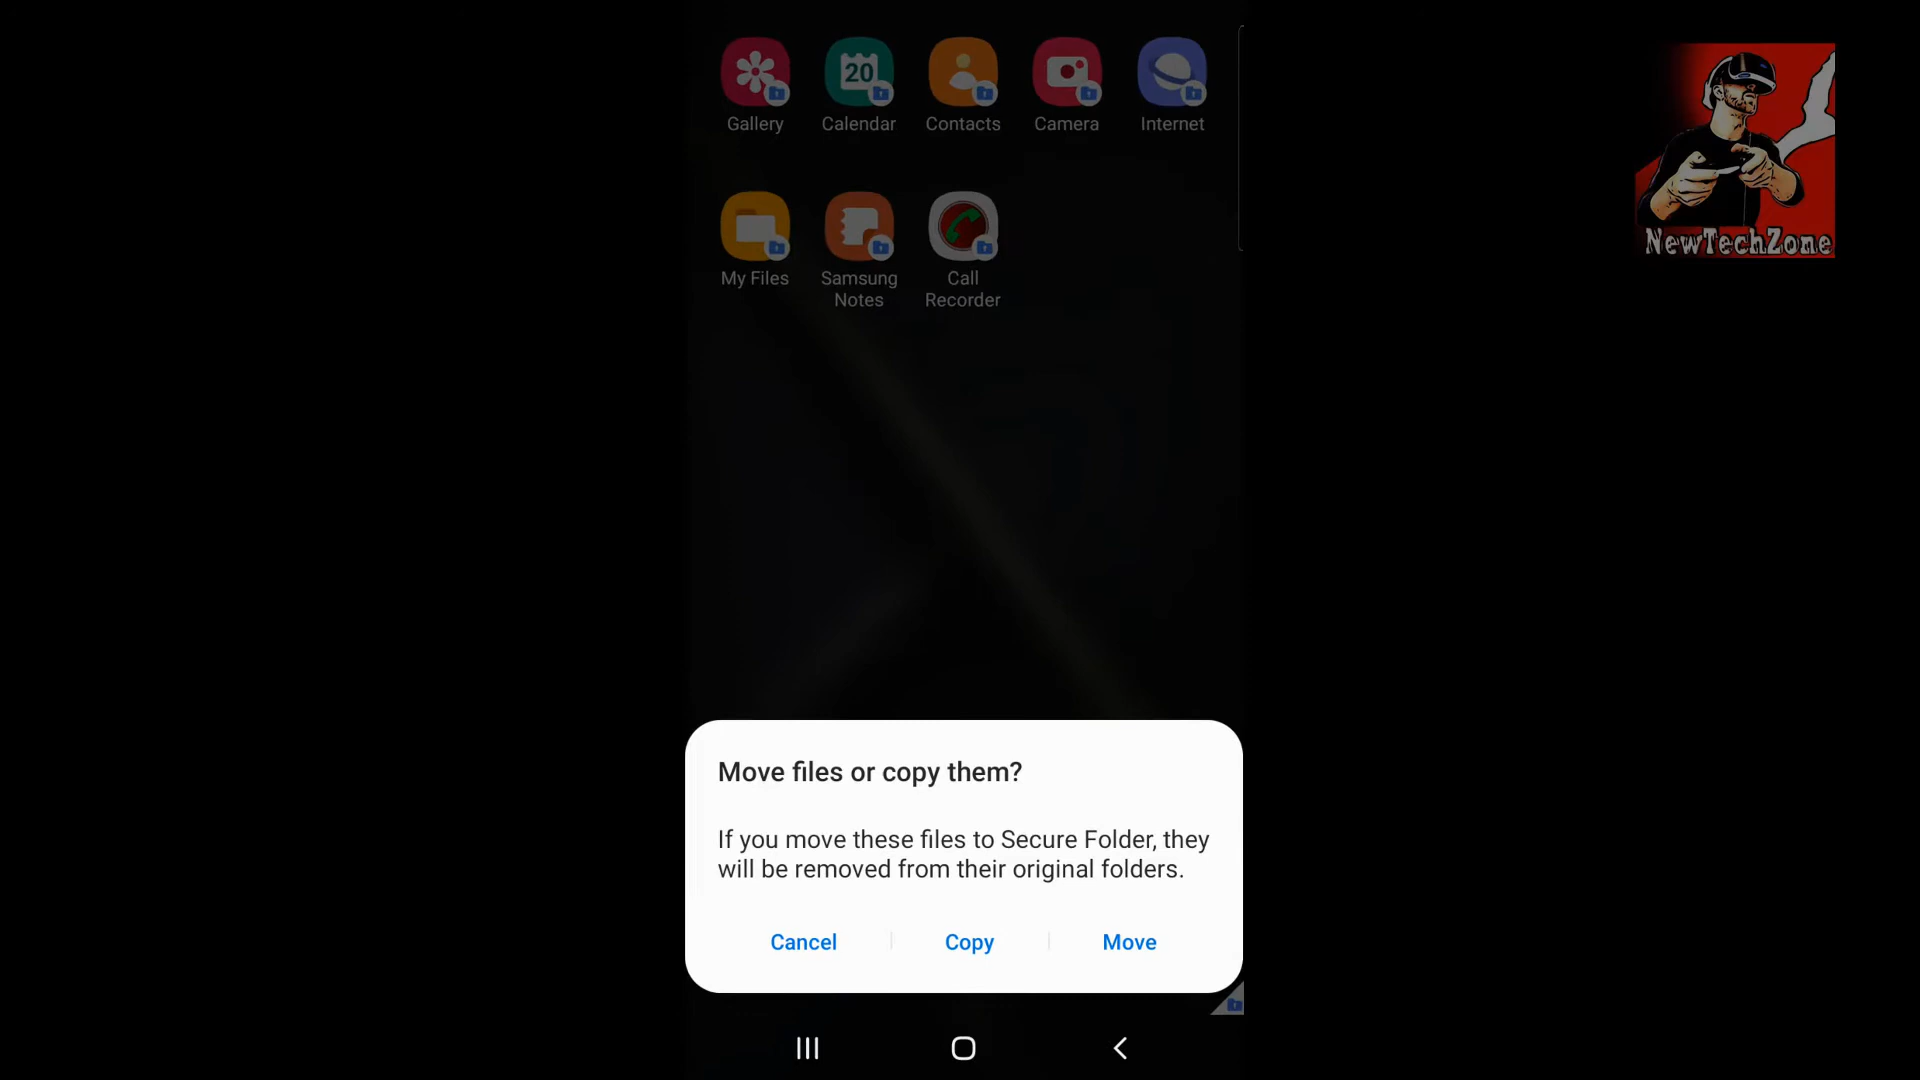 20
Gallery Calendar Contacts Camera Internet
My Files Samsung Notes Call Recorder
NewTechZone
Move files or copy them?
If you move these files to Secure Folder, they
will be removed from their original folders.
Cancel Copy Move